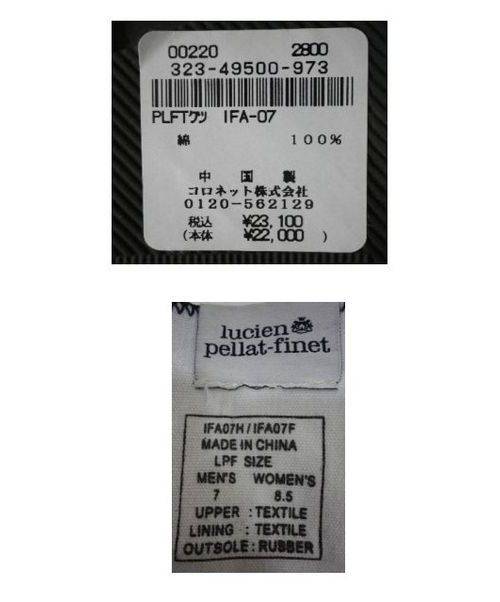 00220 2800
323-49500-973
PLFTクツ IFA-07
綿 100%
中国製
コロネット株式会社
0120-562129
税込 ¥23,100
(本体 ¥22,000 )
lucien
pellat-finet
IFA07H/IFA07F
MADE IN CHINA
LPF SIZE
MEN'S WOMEN'S
7 8.5
UPPER : TEXTILE
LINING : TEXTILE
OUTSOLE : RUBBER